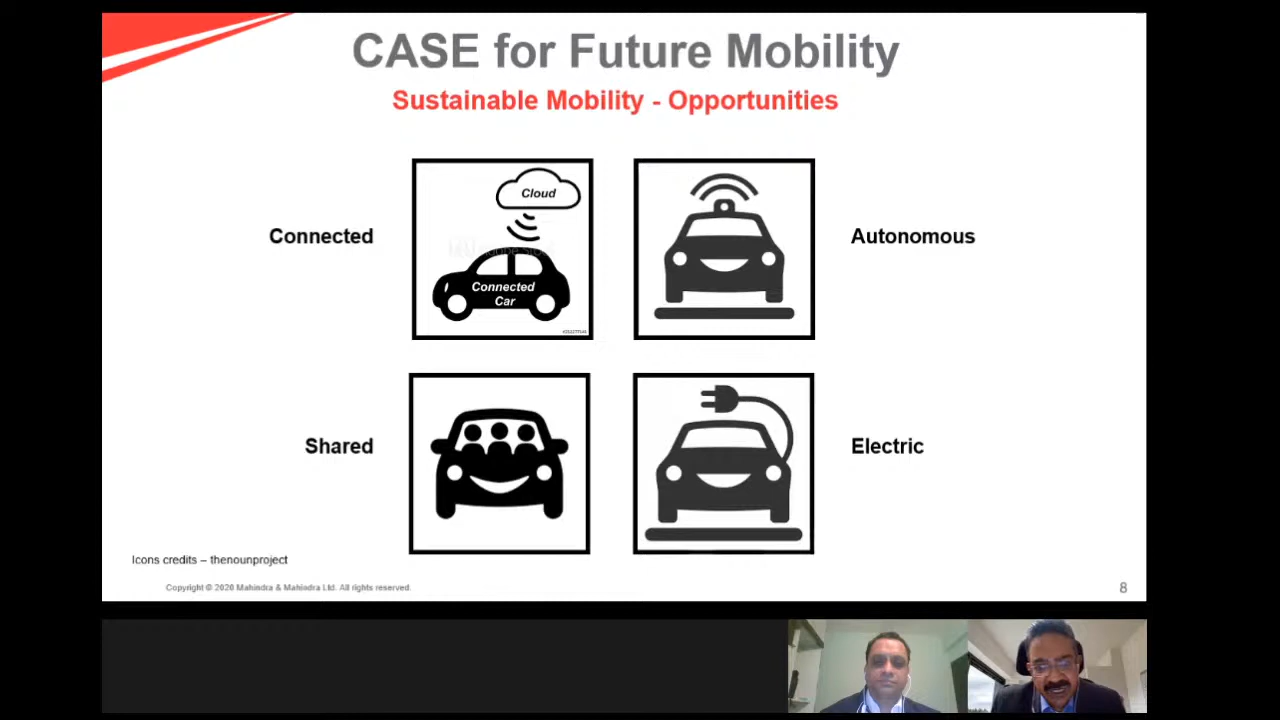 CASE for Future Mobility
Sustainable Mobility - Opportunities
Connected
Cloud
Connected
Car
Autonomous
Shared
Electric
Icons credits – thenounproject
Copyright © 2020 Mahindra & Mahindra Ltd. All rights reserved.
8